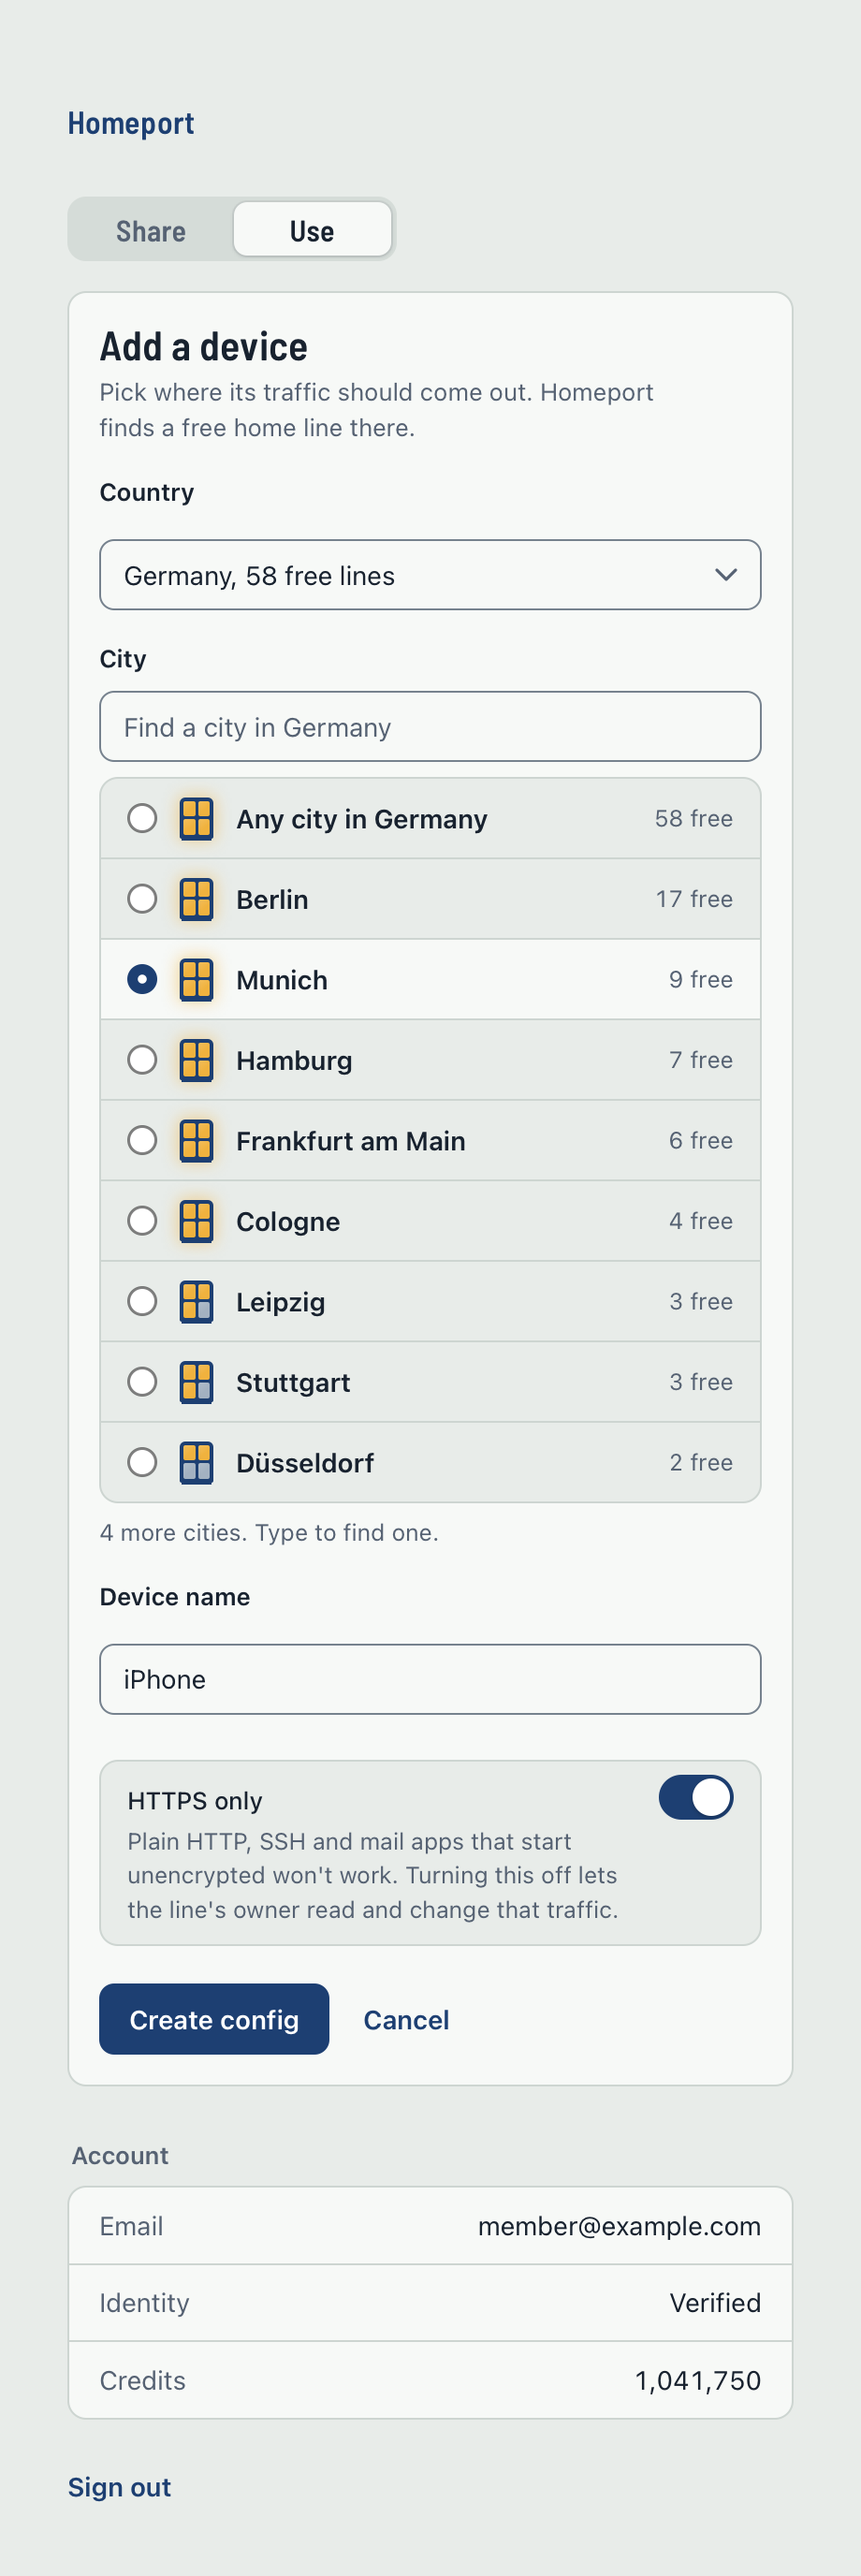 Homeport
Share
Use
Add a device
Pick where its traffic should come out. Homeport
finds a free home line there.
Country
Germany, 58 free lines
City
Find a city in Germany
Any city in Germany 58 free
Berlin 17 free
Munich 9 free
Hamburg 7 free
Frankfurt am Main 6 free
Cologne 4 free
Leipzig 3 free
Stuttgart 3 free
Düsseldorf 2 free
4 more cities. Type to find one.
Device name
iPhone
HTTPS only
Plain HTTP, SSH and mail apps that start
unencrypted won't work. Turning this off lets
the line's owner read and change that traffic.
Create config
Cancel
Account
Email member@example.com
Identity Verified
Credits 1,041,750
Sign out